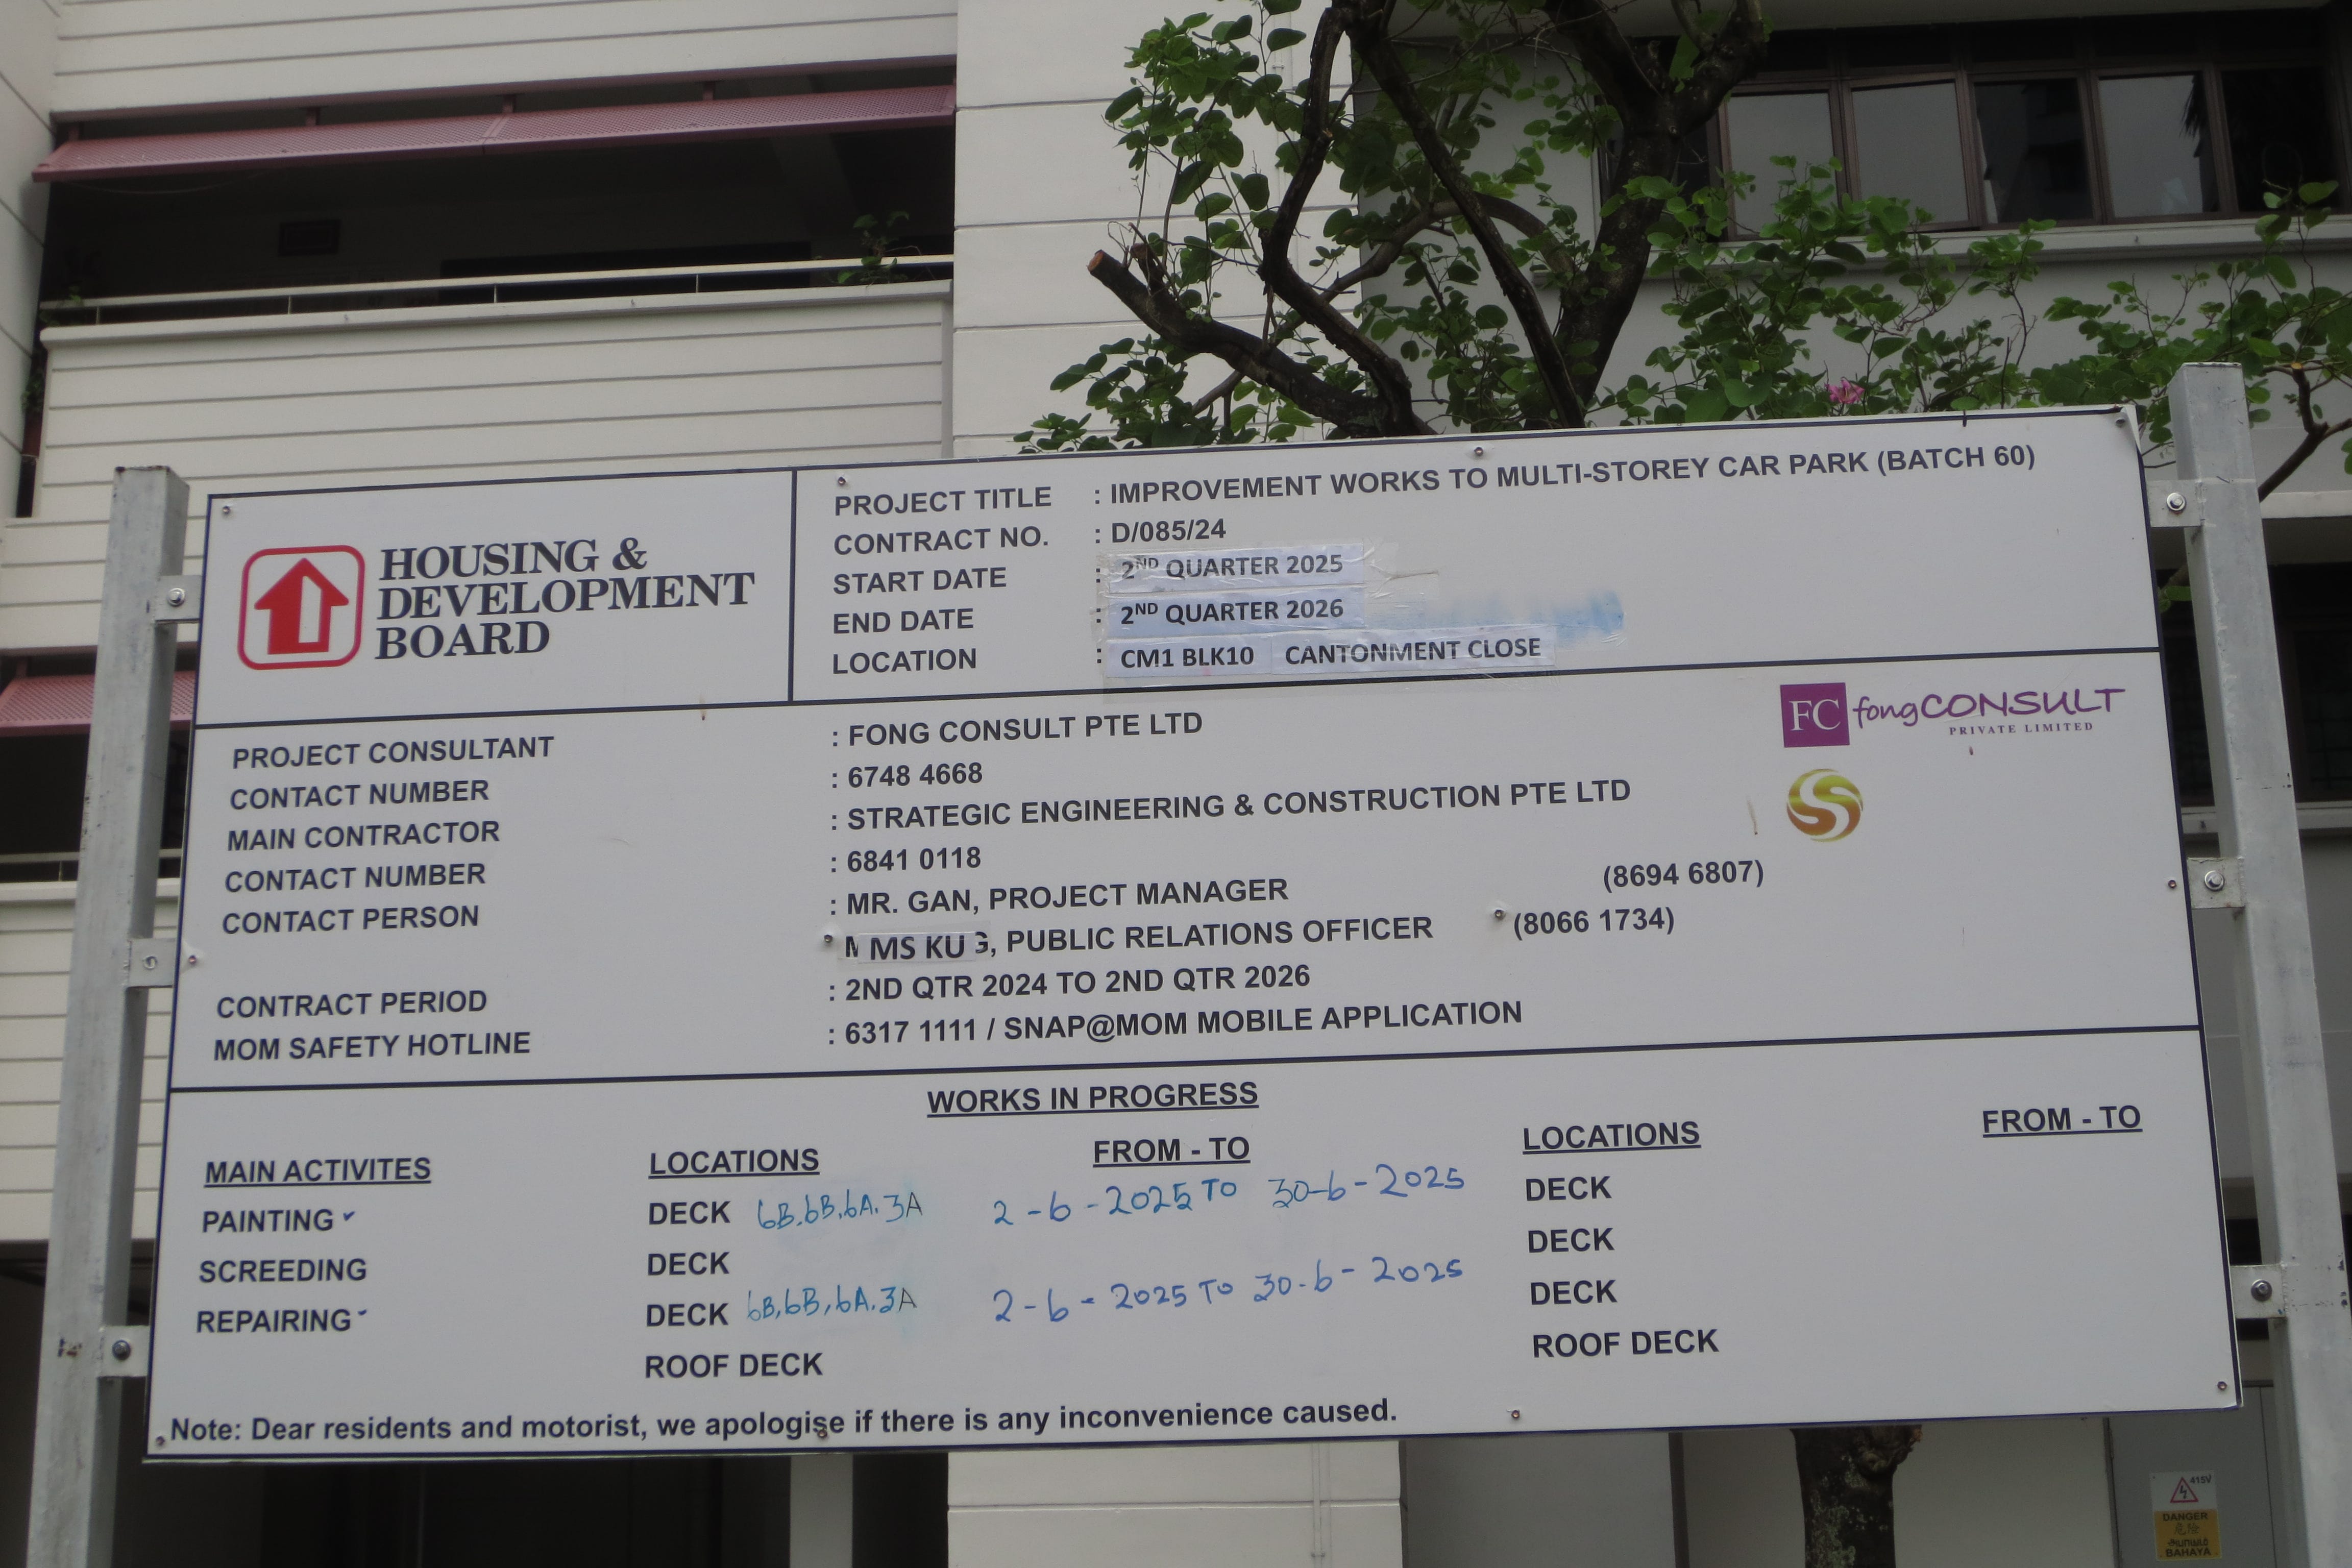 HOUSING &
DEVELOPMENT
BOARD
PROJECT TITLE : IMPROVEMENT WORKS TO MULTI-STOREY CAR PARK (BATCH 60)
CONTRACT NO. : D/085/24
START DATE : 2ND QUARTER 2025
END DATE : 2ND QUARTER 2026
LOCATION : CM1 BLK10 CANTONMENT CLOSE
PROJECT CONSULTANT : FONG CONSULT PTE LTD
CONTACT NUMBER : 6748 4668
MAIN CONTRACTOR : STRATEGIC ENGINEERING & CONSTRUCTION PTE LTD
CONTACT NUMBER : 6841 0118
CONTACT PERSON : MR. GAN, PROJECT MANAGER (8694 6807)
MS KU , PUBLIC RELATIONS OFFICER (8066 1734)
CONTRACT PERIOD : 2ND QTR 2024 TO 2ND QTR 2026
MOM SAFETY HOTLINE : 6317 1111 / SNAP@MOM MOBILE APPLICATION
FC fongCONSULT
PRIVATE LIMITED
WORKS IN PROGRESS
MAIN ACTIVITES LOCATIONS FROM - TO LOCATIONS FROM - TO
PAINTING ✓ DECK 6B,6B,6A,3A 2-6-2025 TO 30-6-2025 DECK
SCREEDING DECK DECK
REPAIRING ✓ DECK 6B,6B,6A,3A 2-6-2025 TO 30-6-2025 DECK
ROOF DECK ROOF DECK
Note: Dear residents and motorist, we apologise if there is any inconvenience caused.
415V
DANGER
危險
அபாயம்
BAHAYA